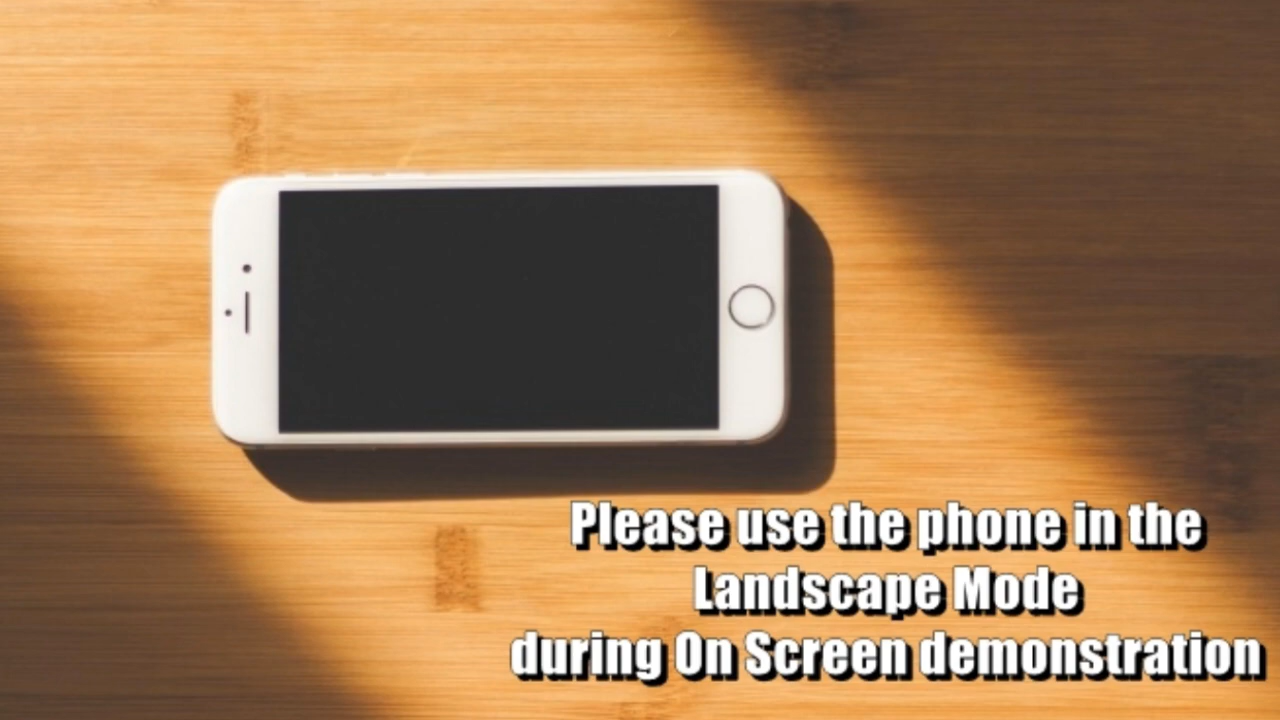 Please use the phone in the
Landscape Mode
during On Screen demonstration